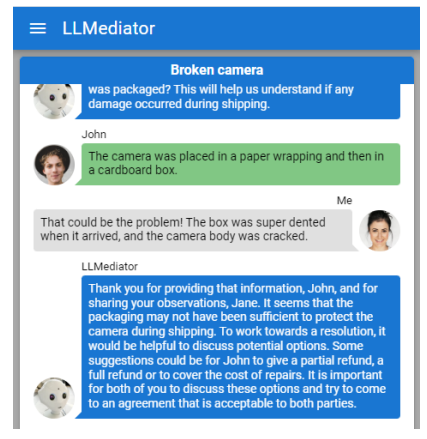 LLMediator
Broken camera
was packaged? This will help us understand if any
damage occurred during shipping.
John
The camera was placed in a paper wrapping and then in
a cardboard box.
Me
That could be the problem! The box was super dented
when it arrived, and the camera body was cracked.
LLMediator
Thank you for providing that information, John, and for
sharing your observations, Jane. It seems that the
packaging may not have been sufficient to protect the
camera during shipping. To work towards a resolution, it
would be helpful to discuss potential options. Some
suggestions could be for John to give a partial refund, a
full refund or to cover the cost of repairs. It is important
for both of you to discuss these options and try to come
to an agreement that is acceptable to both parties.